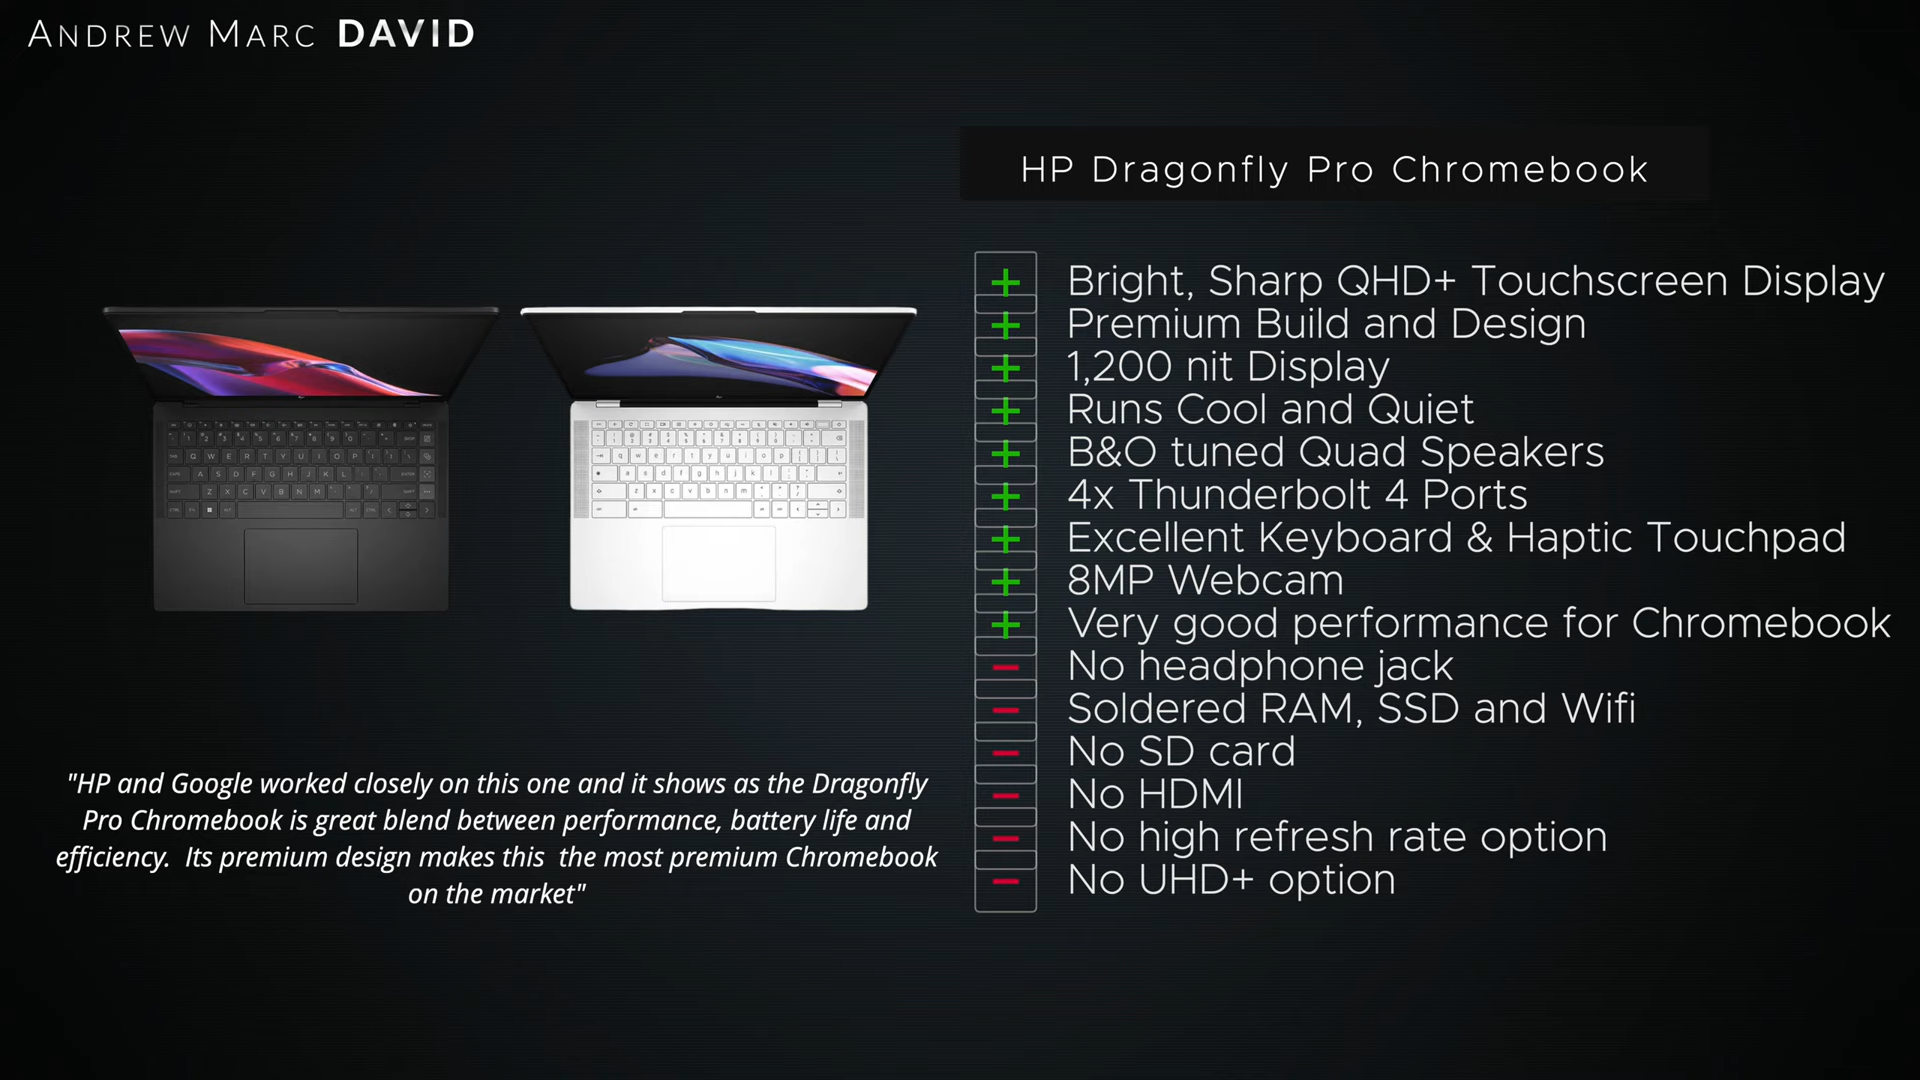 ANDREW MARC DAVID
HP Dragonfly Pro Chromebook
+ Bright, Sharp QHD+ Touchscreen Display
+ Premium Build and Design
+ 1,200 nit Display
+ Runs Cool and Quiet
+ B&O tuned Quad Speakers
+ 4x Thunderbolt 4 Ports
+ Excellent Keyboard & Haptic Touchpad
+ 8MP Webcam
+ Very good performance for Chromebook
− No headphone jack
− Soldered RAM, SSD and Wifi
− No SD card
− No HDMI
− No high refresh rate option
− No UHD+ option
"HP and Google worked closely on this one and it shows as the Dragonfly
Pro Chromebook is great blend between performance, battery life and
efficiency.  Its premium design makes this  the most premium Chromebook
on the market"